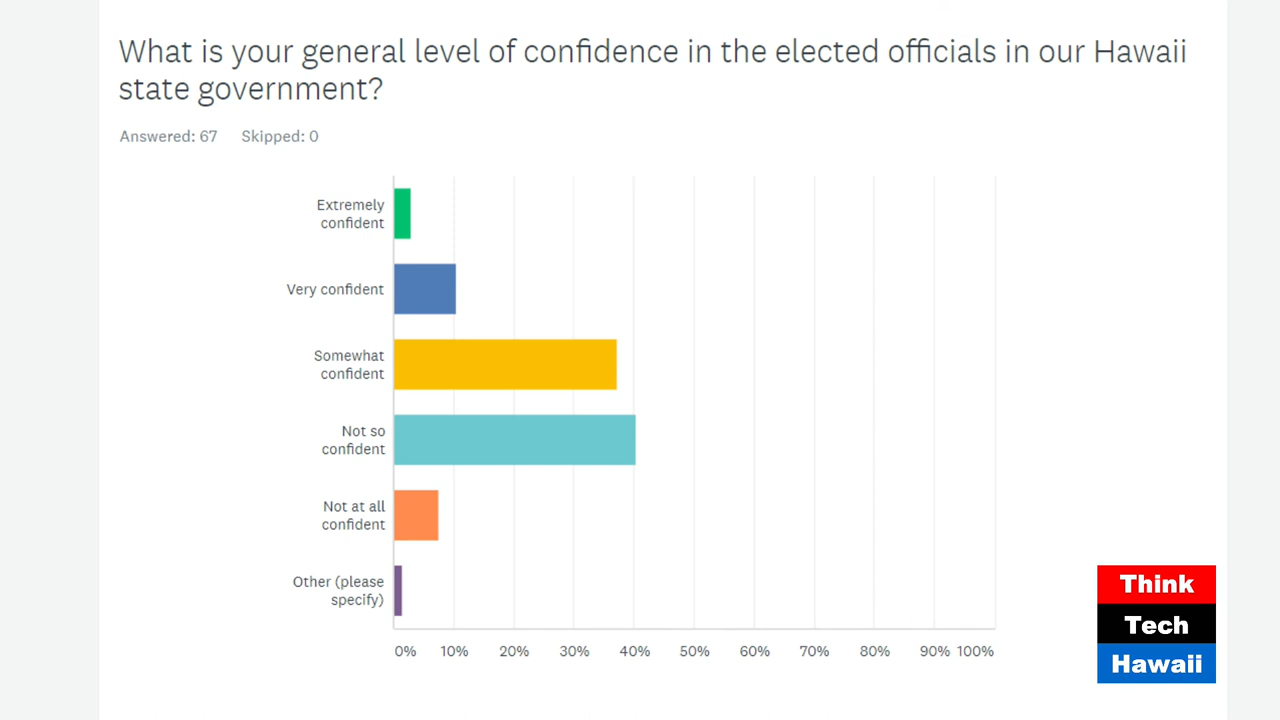 What is your general level of confidence in the elected officials in our Hawaii
state government?
Answered: 67 Skipped: 0
Extremely
confident
Very confident
Somewhat
confident
Not so
confident
Not at all
confident
Other (please
specify)
0% 10% 20% 30% 40% 50% 60% 70% 80% 90% 100%
Think
Tech
Hawaii